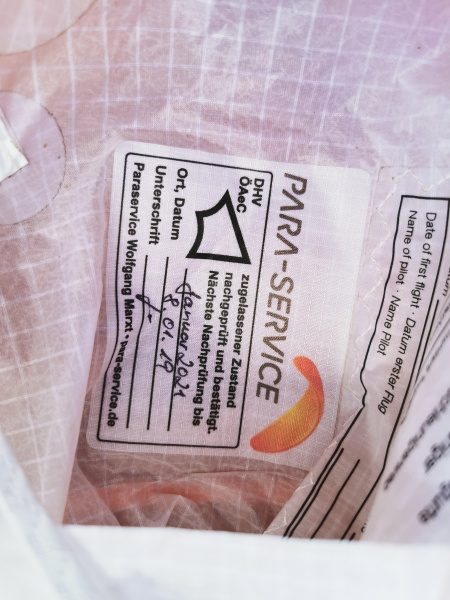 PARA-SERVICE
DHV
ÖAeC
zugelassener Zustand
nachgeprüft und bestätigt.
Nächste Nachprüfung bis
Januar 2021
Ort, Datum 8.01.19
Unterschrift
Paraservice Wolfgang Marxt · para-service.de
Date of first flight · Datum erster Flug
Name of pilot · Name Pilot